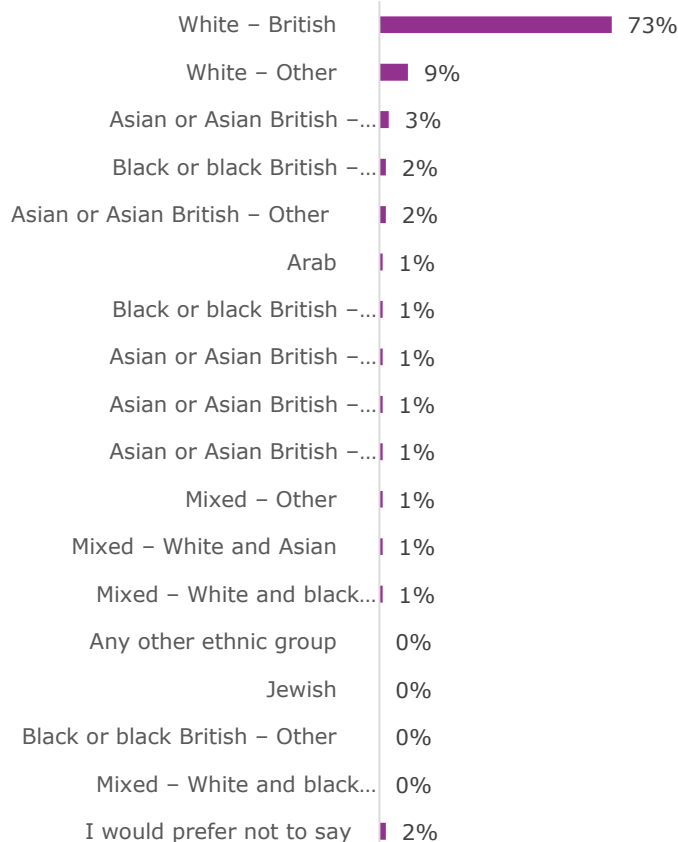 White – British 73%
White – Other 9%
Asian or Asian British –... 3%
Black or black British –... 2%
Asian or Asian British – Other 2%
Arab 1%
Black or black British –... 1%
Asian or Asian British –... 1%
Asian or Asian British –... 1%
Asian or Asian British –... 1%
Mixed – Other 1%
Mixed – White and Asian 1%
Mixed – White and black... 1%
Any other ethnic group 0%
Jewish 0%
Black or black British – Other 0%
Mixed – White and black... 0%
I would prefer not to say 2%